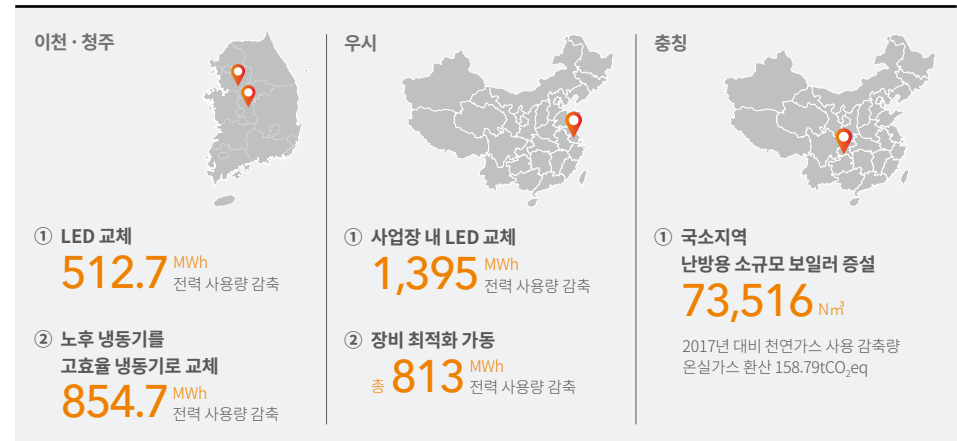 이천 · 청주
① LED 교체
512.7 MWh
전력 사용량 감축
② 노후 냉동기를
고효율 냉동기로 교체
854.7 MWh
전력 사용량 감축
우시
① 사업장 내 LED 교체
1,395 MWh
전력 사용량 감축
② 장비 최적화 가동
총 813 MWh
전력 사용량 감축
충칭
① 국소지역
난방용 소규모 보일러 증설
73,516 N㎥
2017년 대비 천연가스 사용 감축량
온실가스 환산 158.79tCO₂eq